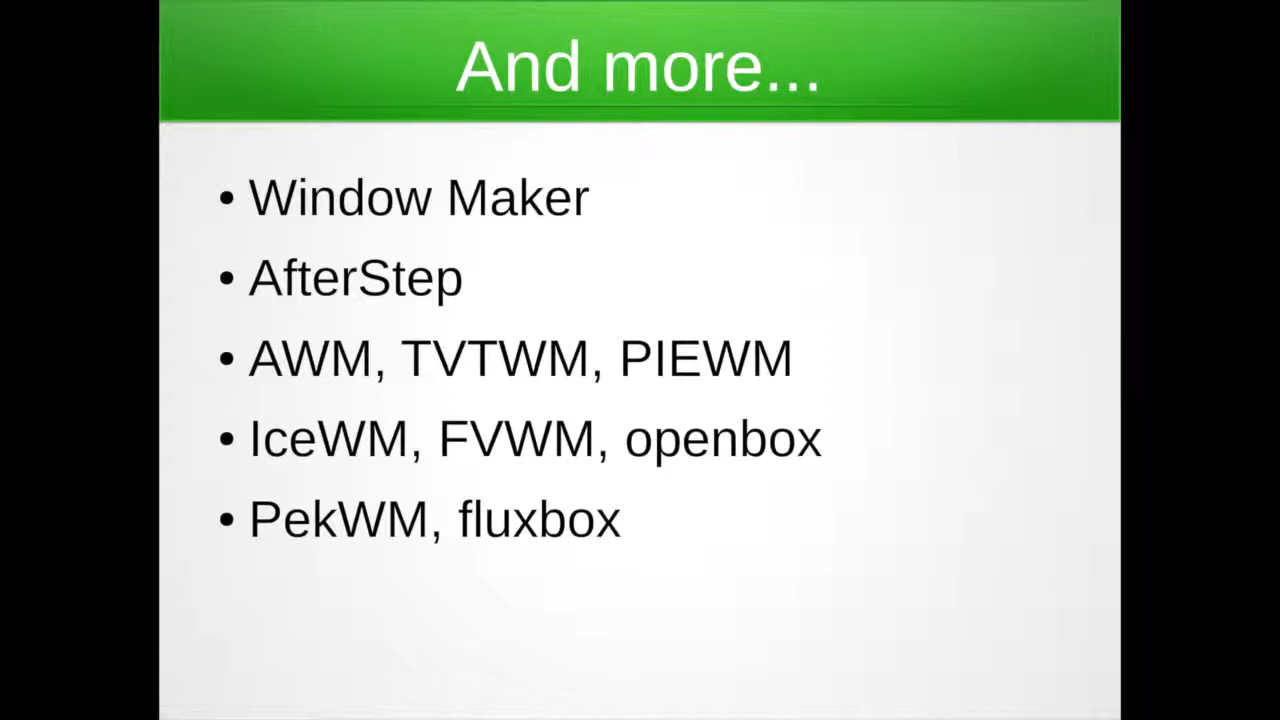 And more...
• Window Maker
• AfterStep
• AWM, TVTWM, PIEWM
• IceWM, FVWM, openbox
• PekWM, fluxbox